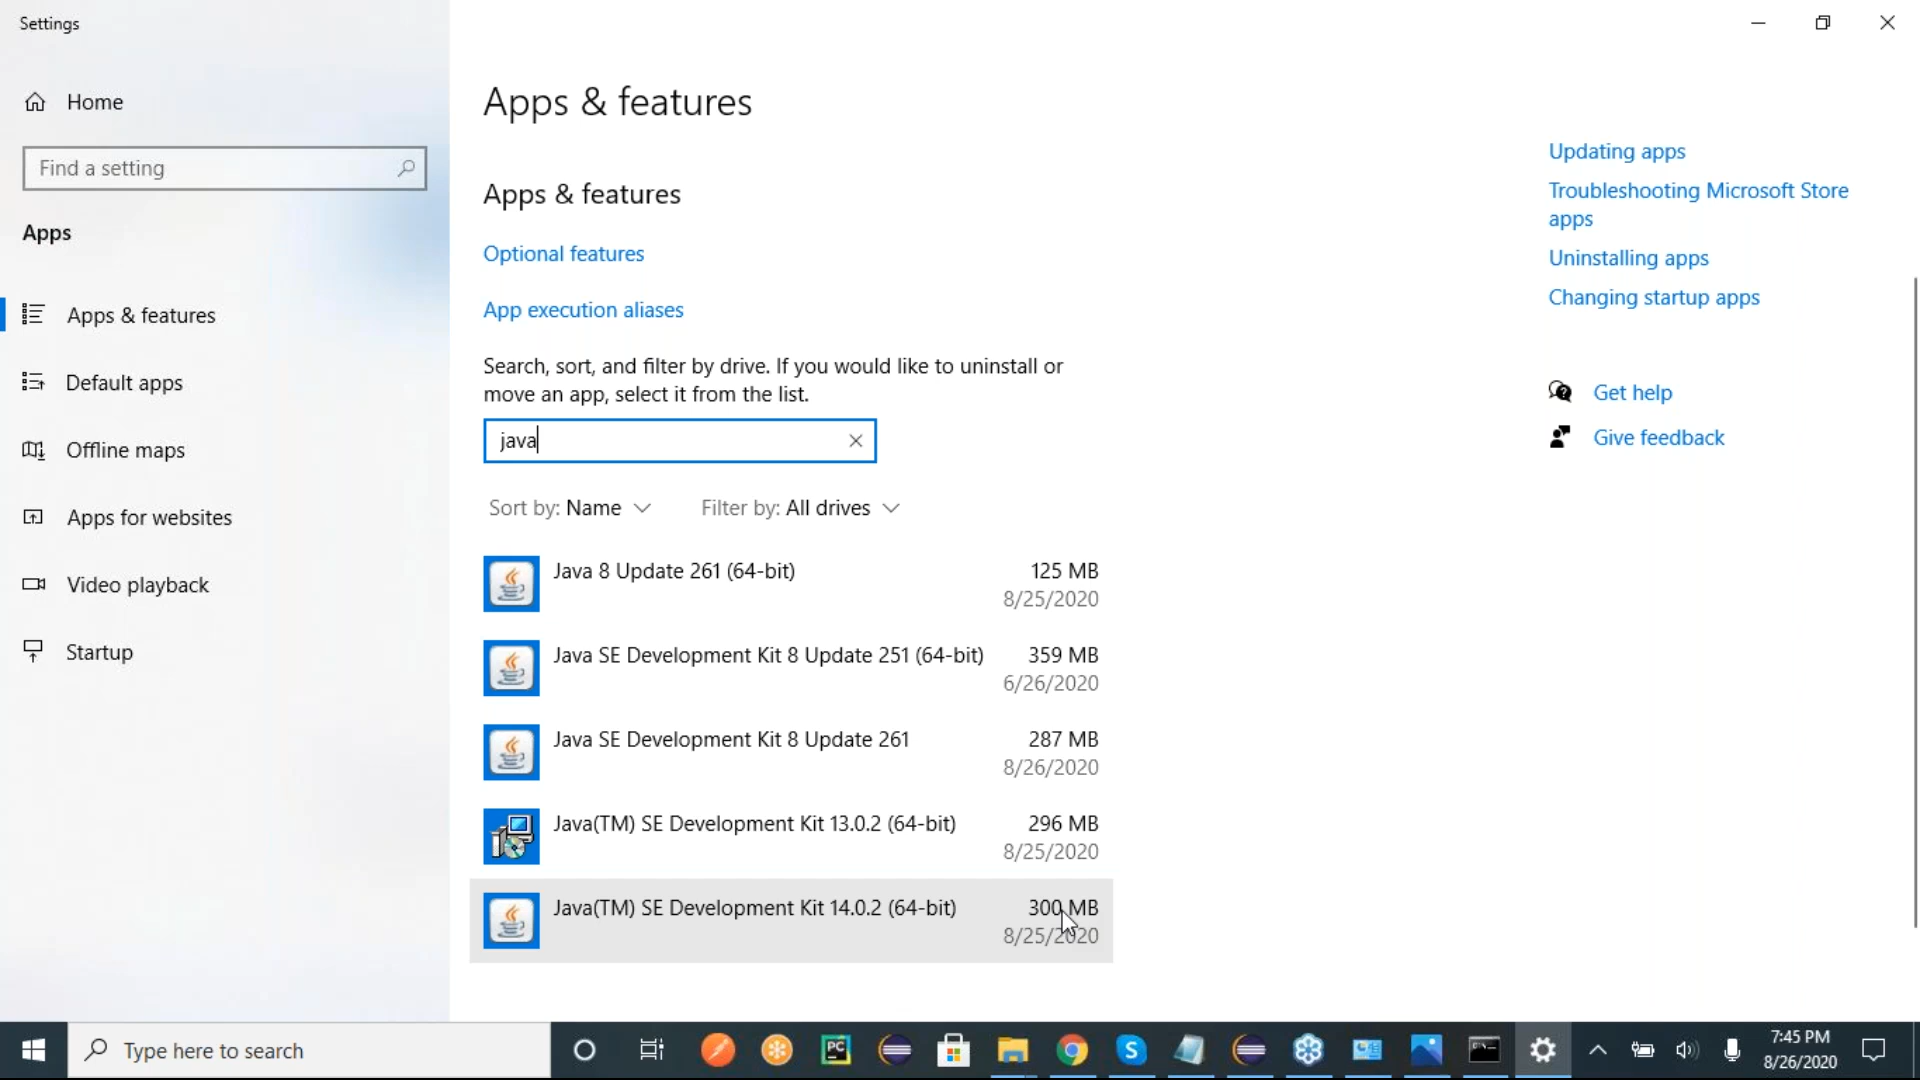 Settings
Home
Find a setting
Apps
Apps & features
Default apps
Offline maps
Apps for websites
Video playback
Startup
Apps & features
Apps & features
Optional features
App execution aliases
Search, sort, and filter by drive. If you would like to uninstall or
move an app, select it from the list.
java
Sort by: Name Filter by: All drives
Java 8 Update 261 (64-bit) 125 MB
8/25/2020
Java SE Development Kit 8 Update 251 (64-bit) 359 MB
6/26/2020
Java SE Development Kit 8 Update 261 287 MB
8/26/2020
Java(TM) SE Development Kit 13.0.2 (64-bit) 296 MB
8/25/2020
Java(TM) SE Development Kit 14.0.2 (64-bit) 300 MB
8/25/2020
Updating apps
Troubleshooting Microsoft Store
apps
Uninstalling apps
Changing startup apps
Get help
Give feedback
Type here to search
PC
S
7:45 PM
8/26/2020